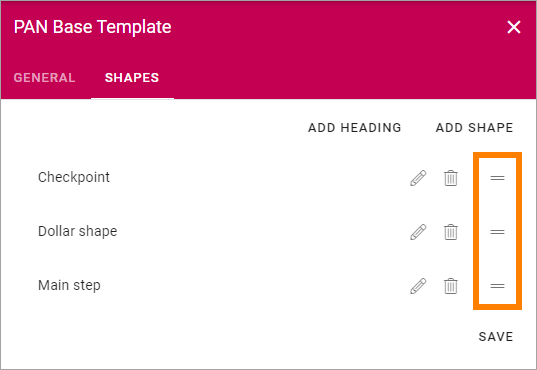 PAN Base Template
GENERAL SHAPES
ADD HEADING ADD SHAPE
Checkpoint
Dollar shape
Main step
SAVE